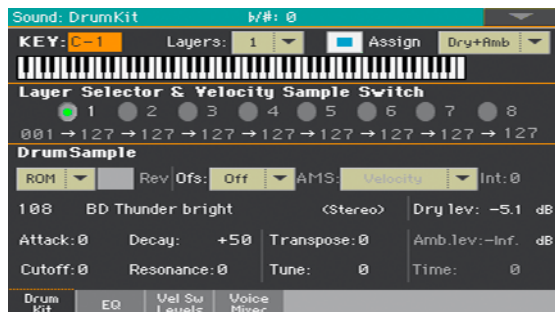 Sound: DrumKit ♭/#: 0
KEY: C-1 Layers: 1 Assign Dry+Amb
Layer Selector & Velocity Sample Switch
1 2 3 4 5 6 7 8
001 → 127 → 127 → 127 → 127 → 127 → 127 → 127 → 127
DrumSample
ROM Rev Ofs: Off AMS: Velocity Int: 0
108 BD Thunder bright (Stereo) Dry lev: -5.1 dB
Attack: 0 Decay: +50 Transpose: 0 Amb.lev: -Inf. dB
Cutoff: 0 Resonance: 0 Tune: 0 Time: 0
Drum EQ Vel Sw Voice
Kit Levels Mixer